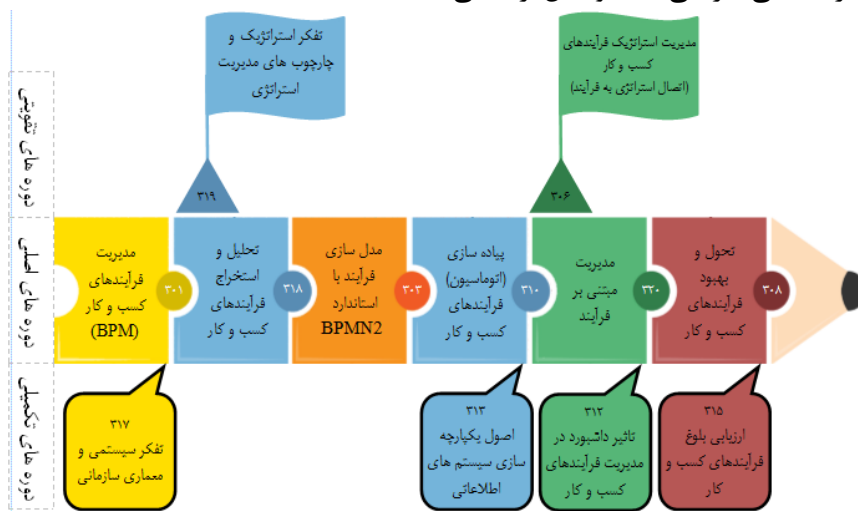 تفکر استراتژیک و
چارچوب های مدیریت
استراتژی
مدیریت استراتژیک فرآیندهای
کسب و کار
(اتصال استراتژی به فرآیند)
دوره های تقویتی
۳۱۹
۳۰۶
دوره های اصلی
مدیریت
فرآیندهای
کسب و کار
(BPM)
۳۰۱
تحلیل و
استخراج
فرآیندهای
کسب و کار
۳۱۸
مدل سازی
فرآیند با
استاندارد
BPMN2
۳۰۳
پیاده سازی
(اتوماسیون)
فرآیندهای
کسب و کار
۳۱۰
مدیریت
مبتنی بر
فرآیند
۳۲۰
تحول و
بهبود
فرآیندهای
کسب و کار
۳۰۸
دوره های تکمیلی
۳۱۷
تفکر سیستمی و
معماری سازمانی
۳۱۳
اصول یکپارچه
سازی سیستم های
اطلاعاتی
۳۱۲
تاثیر داشبورد در
مدیریت فرآیندهای
کسب و کار
۳۱۵
ارزیابی بلوغ
فرآیندهای کسب و
کار